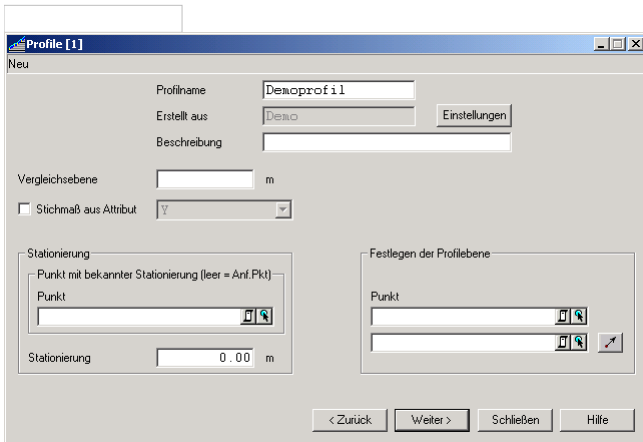 Profile [1]
Neu
Profilname Demoprofil
Erstellt aus Demo Einstellungen
Beschreibung
Vergleichsebene m
Stichmaß aus Attribut Y
Stationierung
Punkt mit bekannter Stationierung (leer = Anf.Pkt)
Punkt
Stationierung 0.00 m
Festlegen der Profilebene
Punkt
< Zurück Weiter > Schließen Hilfe